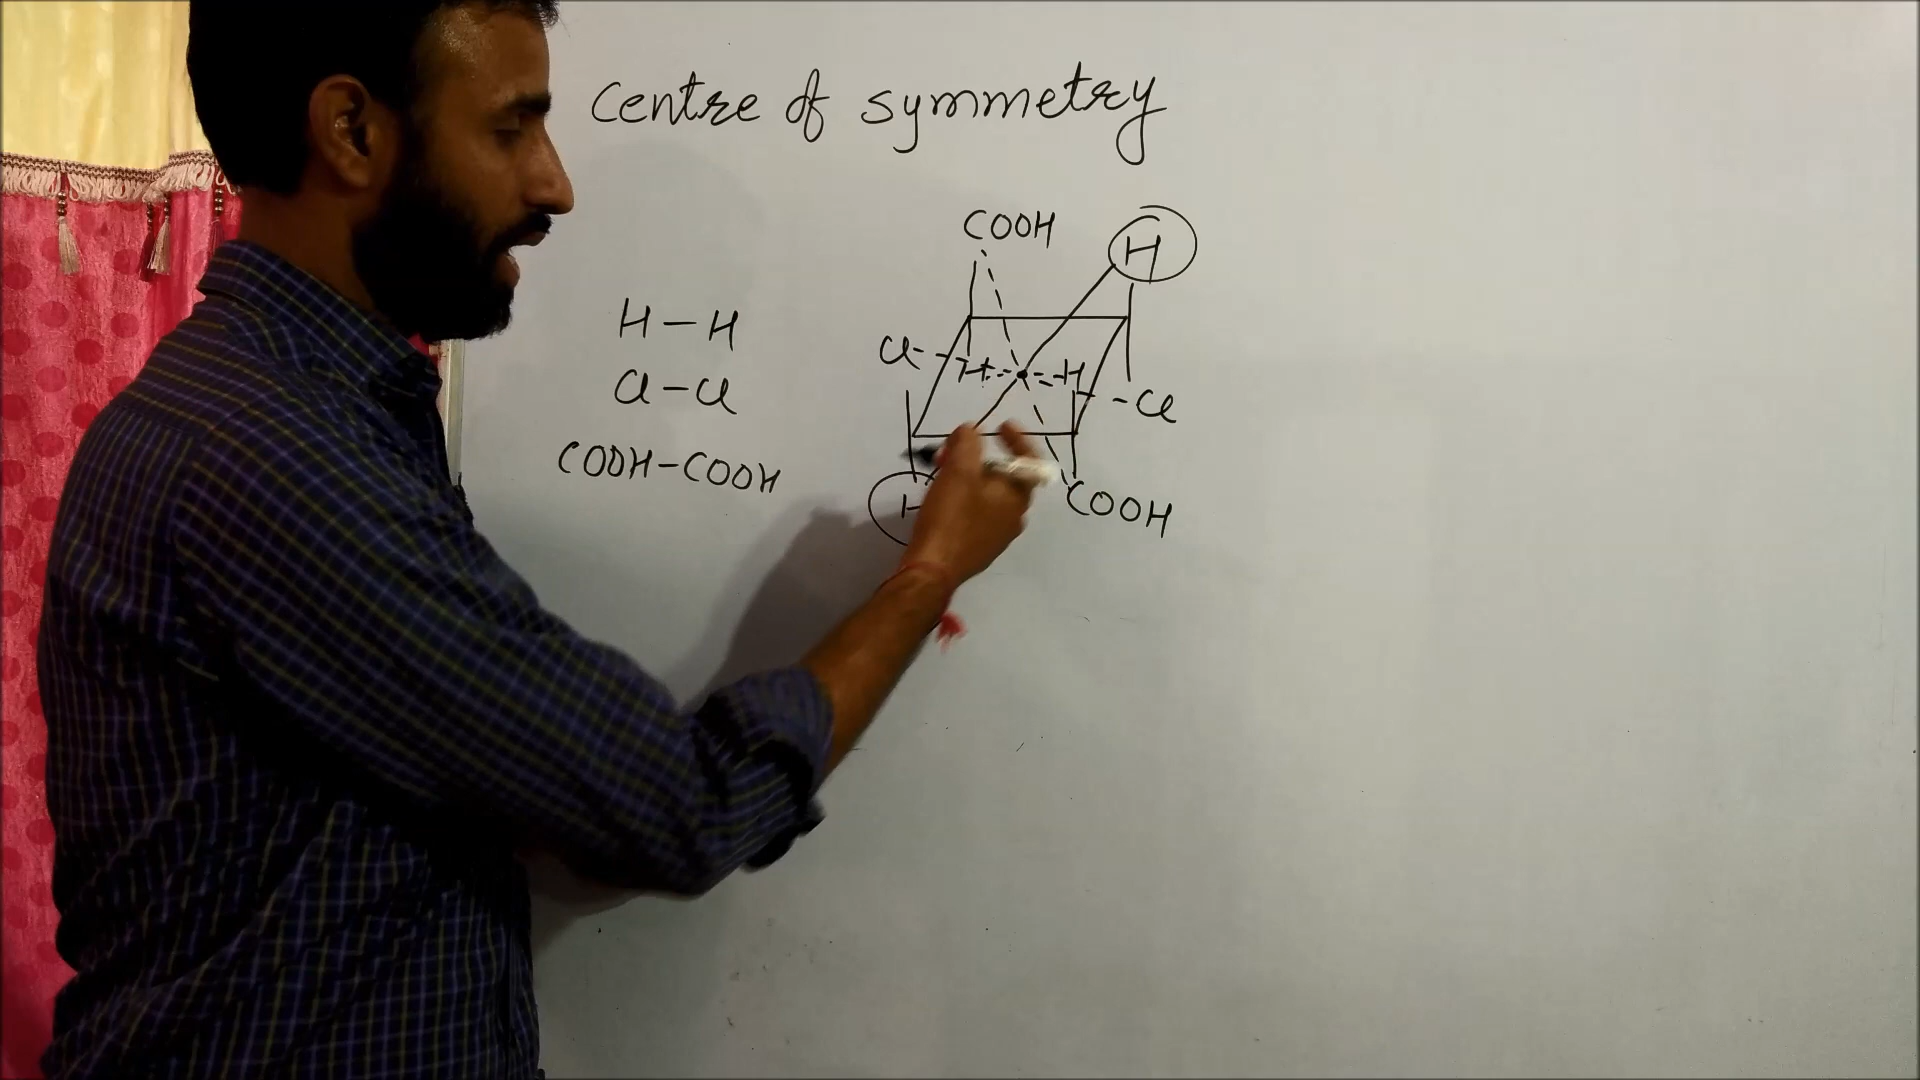 Centre of symmetry
COOH H
H-H
Cl H H
Cl-Cl
Cl
COOH-COOH
H COOH